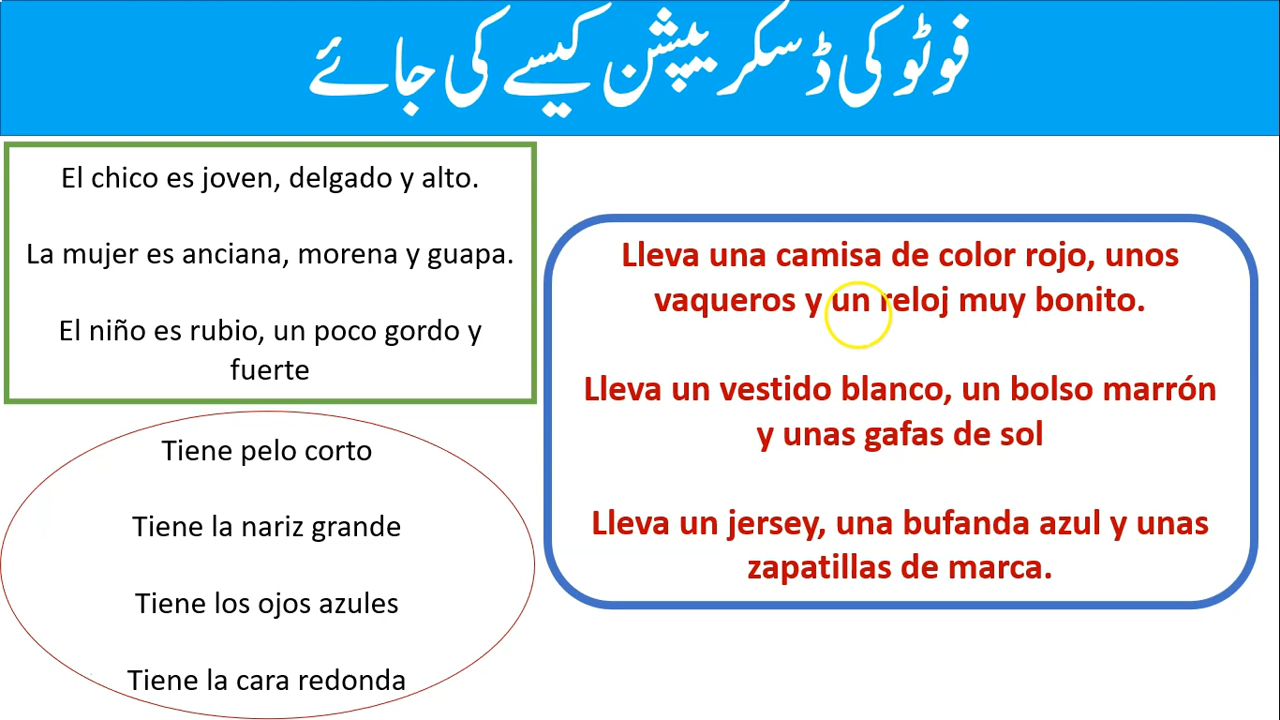 فوٹو کی ڈسکریپشن کیسے کی جائے
El chico es joven, delgado y alto.
La mujer es anciana, morena y guapa.
El niño es rubio, un poco gordo y
fuerte
Tiene pelo corto
Tiene la nariz grande
Tiene los ojos azules
Tiene la cara redonda
Lleva una camisa de color rojo, unos
vaqueros y un reloj muy bonito.
Lleva un vestido blanco, un bolso marrón
y unas gafas de sol
Lleva un jersey, una bufanda azul y unas
zapatillas de marca.